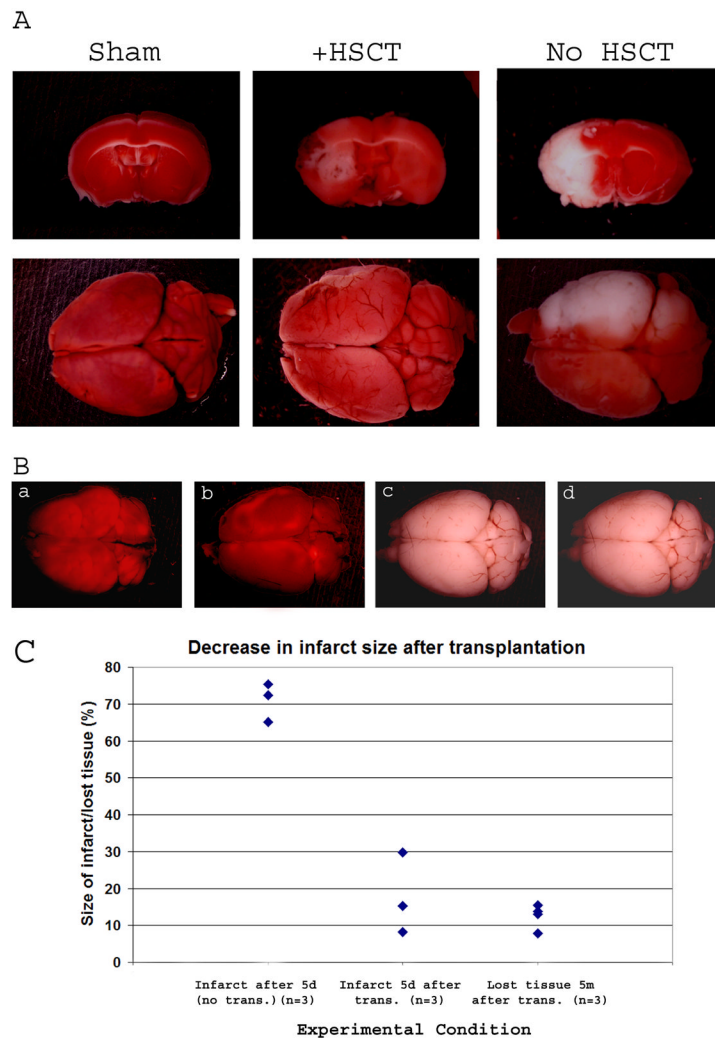 A
Sham
+HSCT
No HSCT
B
a
b
c
d
C
Decrease in infarct size after transplantation
Size of infarct/lost tissue (%)
80
70
60
50
40
30
20
10
0
Infarct after 5d
(no trans.)(n=3)
Infarct 5d after
trans. (n=3)
Lost tissue 5m
after trans. (n=3)
Experimental Condition